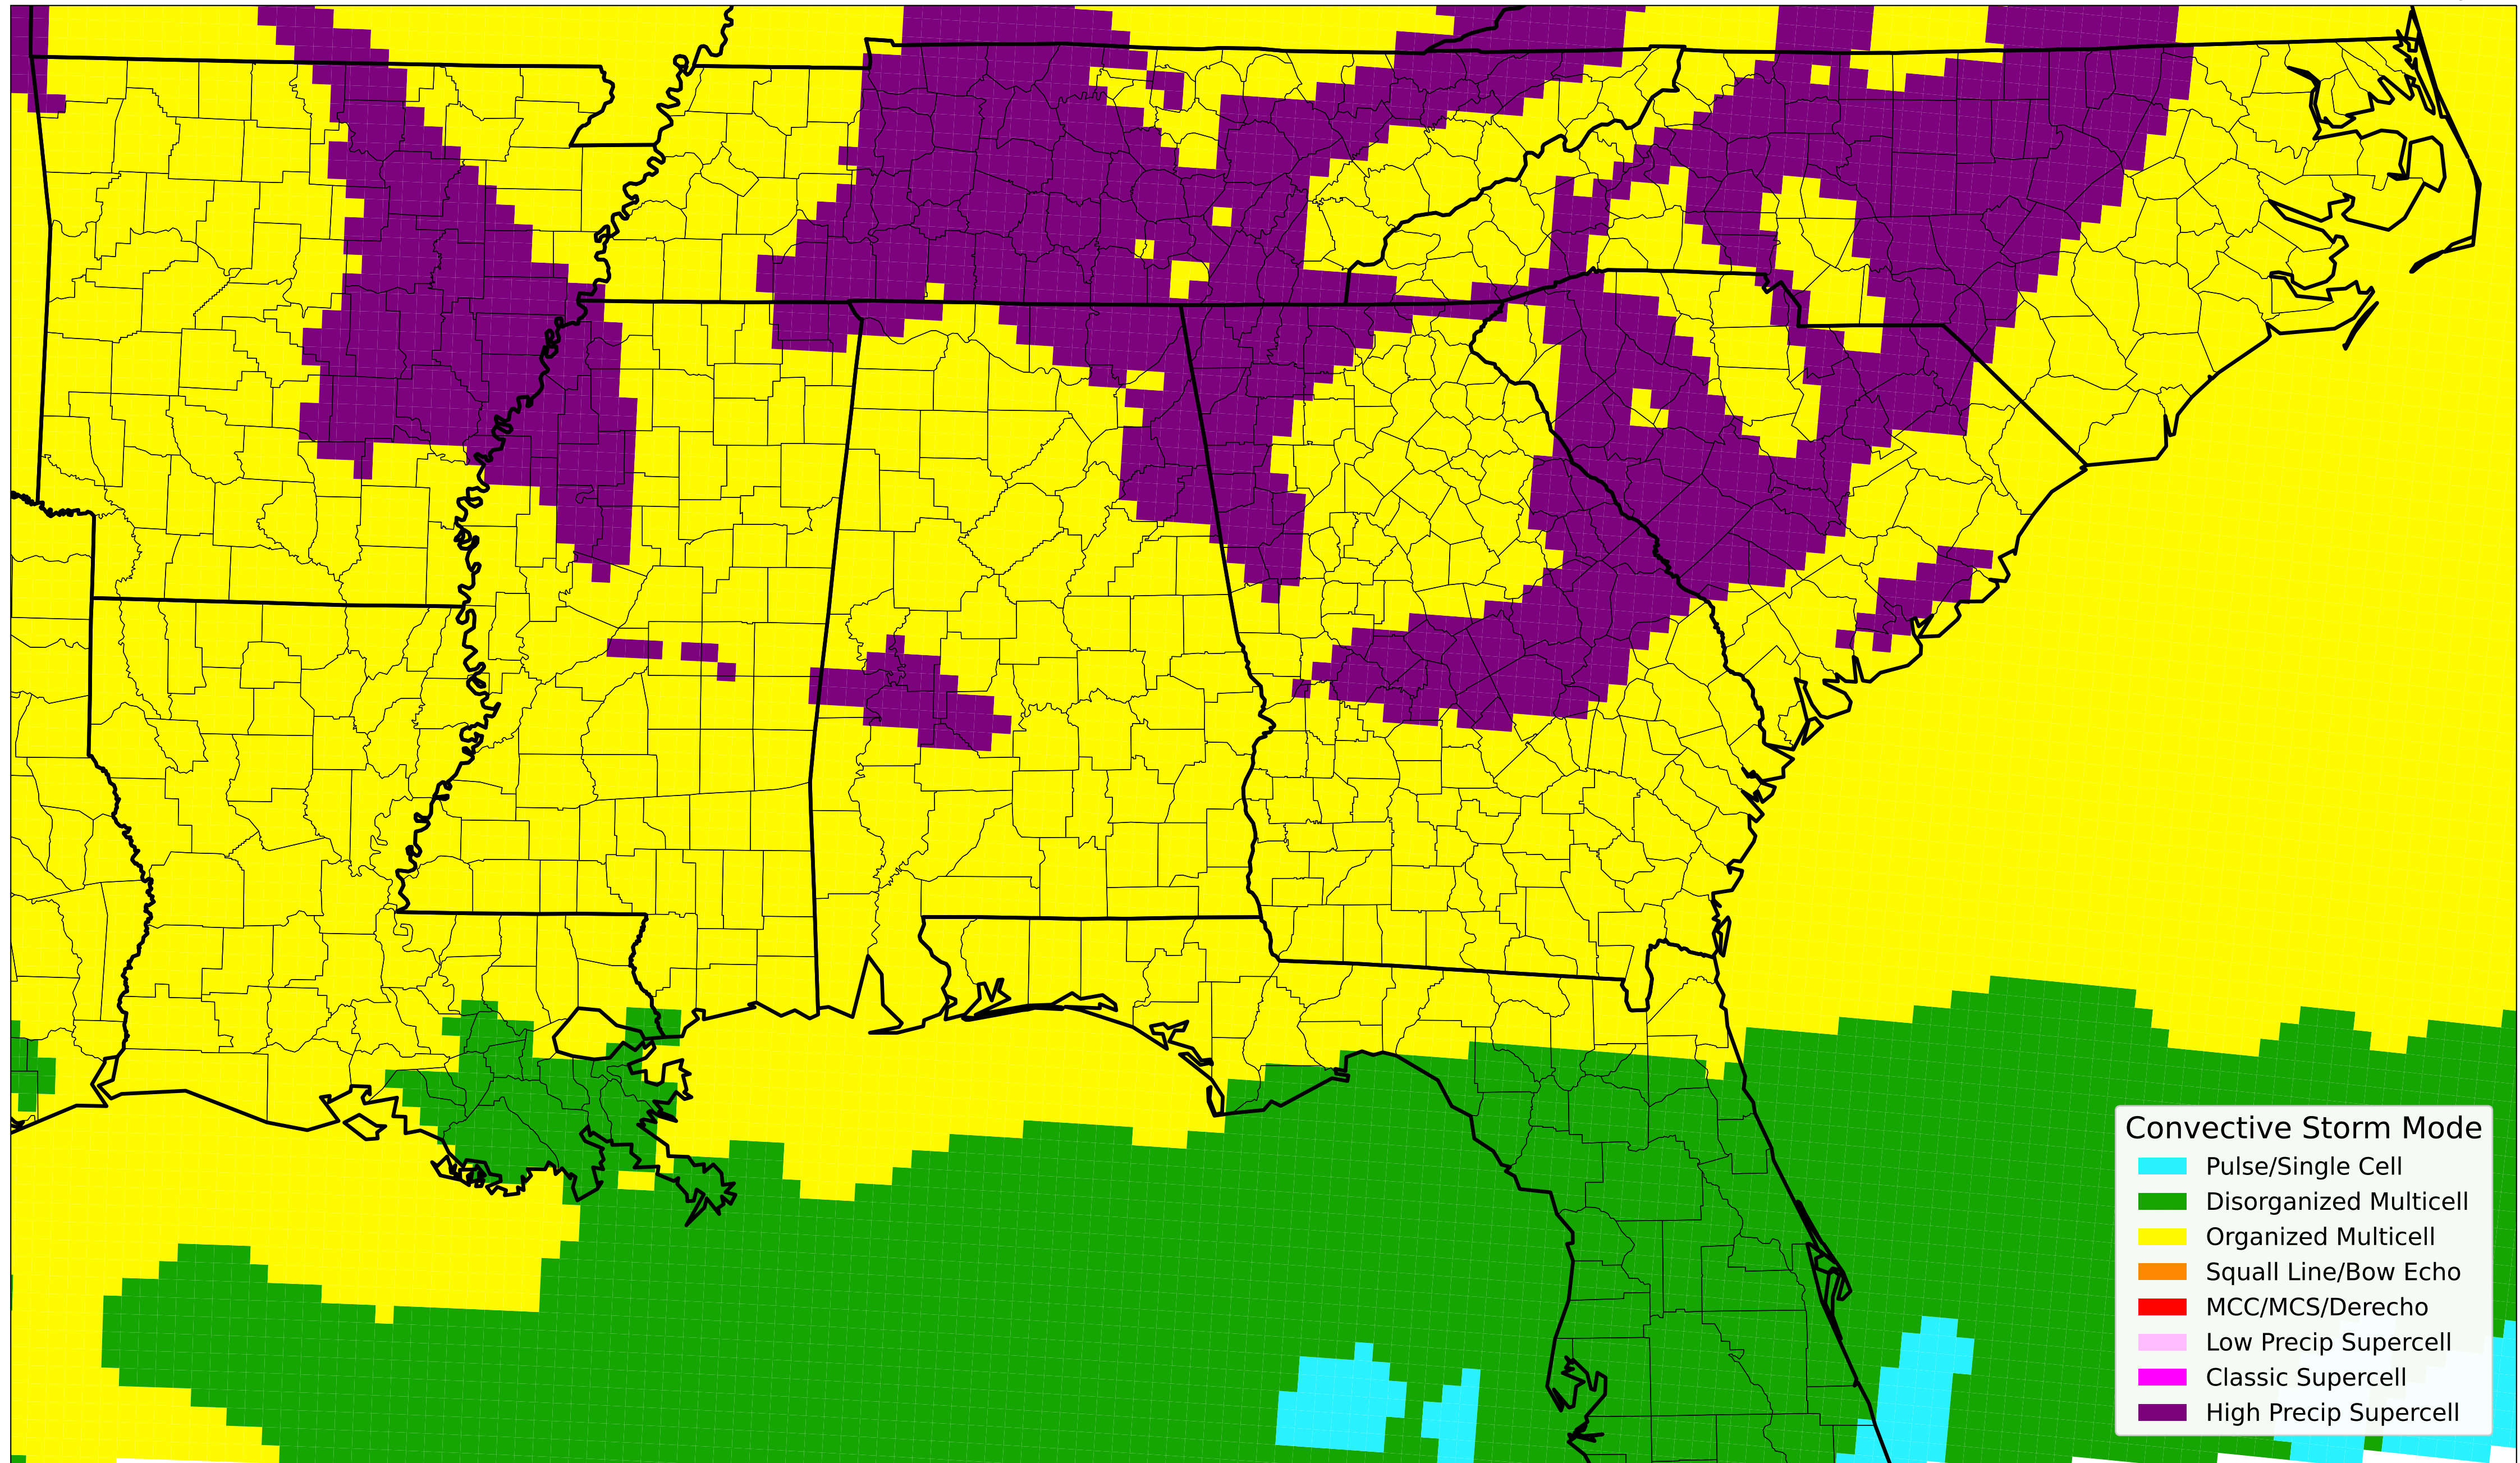 Convective Storm Mode
Pulse/Single Cell
Disorganized Multicell
Organized Multicell
Squall Line/Bow Echo
MCC/MCS/Derecho
Low Precip Supercell
Classic Supercell
High Precip Supercell